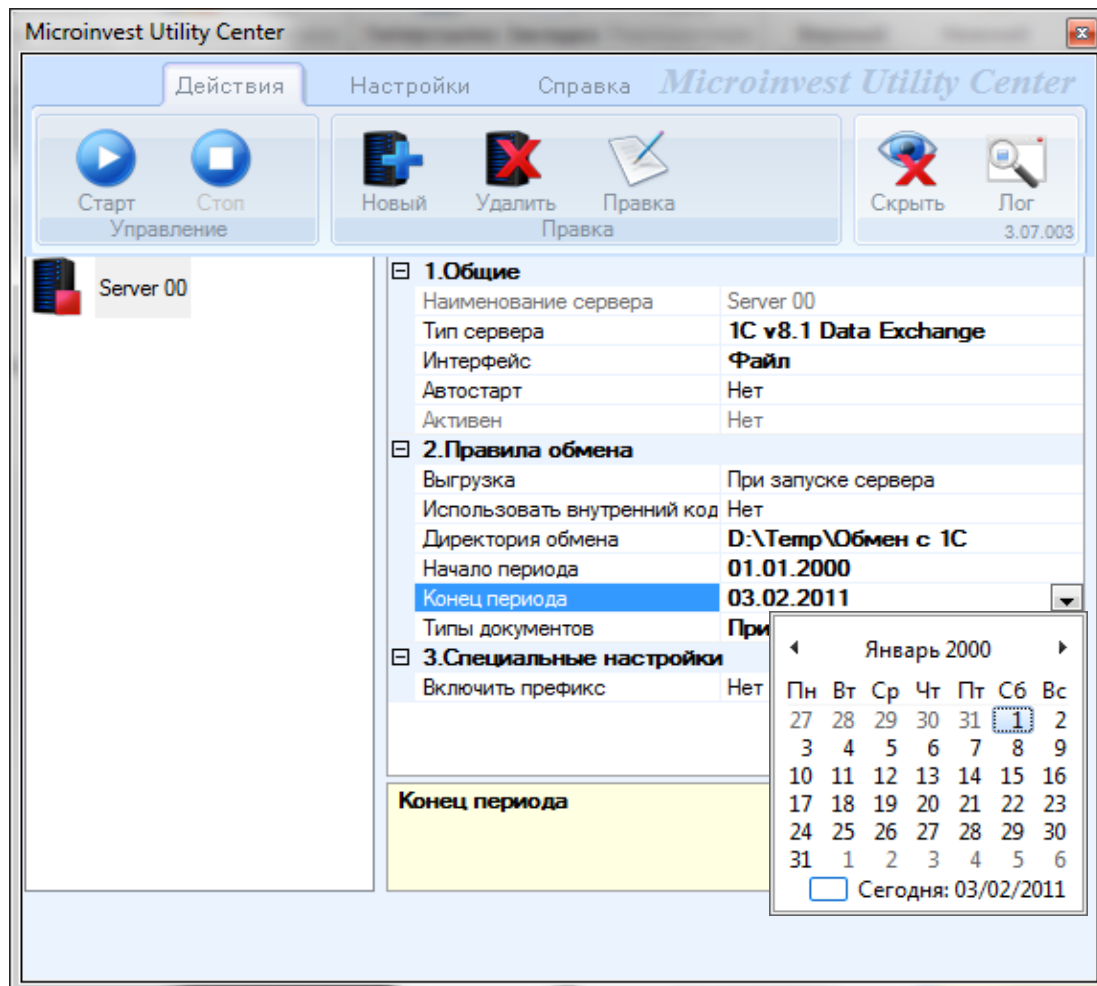 Microinvest Utility Center
Действия Настройки Справка Microinvest Utility Center
Старт Стоп Новый Удалить Правка Скрыть Лог
Управление Правка 3.07.003
Server 00
1.Общие
Наименование сервера Server 00
Тип сервера 1С v8.1 Data Exchange
Интерфейс Файл
Автостарт Нет
Активен Нет
2.Правила обмена
Выгрузка При запуске сервера
Использовать внутренний код Нет
Директория обмена D:\Temp\Обмен с 1С
Начало периода 01.01.2000
Конец периода 03.02.2011
Типы документов При
3.Специальные настройки
Включить префикс Нет
Январь 2000
Пн Вт Ср Чт Пт Сб Вс
27 28 29 30 31 1 2
3 4 5 6 7 8 9
10 11 12 13 14 15 16
17 18 19 20 21 22 23
24 25 26 27 28 29 30
31 1 2 3 4 5 6
Сегодня: 03/02/2011
Конец периода